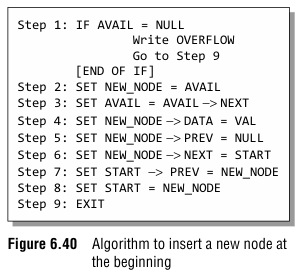 Step 1: IF AVAIL = NULL
Write OVERFLOW
Go to Step 9
[END OF IF]
Step 2: SET NEW_NODE = AVAIL
Step 3: SET AVAIL = AVAIL->NEXT
Step 4: SET NEW_NODE->DATA = VAL
Step 5: SET NEW_NODE->PREV = NULL
Step 6: SET NEW_NODE->NEXT = START
Step 7: SET START -> PREV = NEW_NODE
Step 8: SET START = NEW_NODE
Step 9: EXIT
Figure 6.40 Algorithm to insert a new node at
the beginning